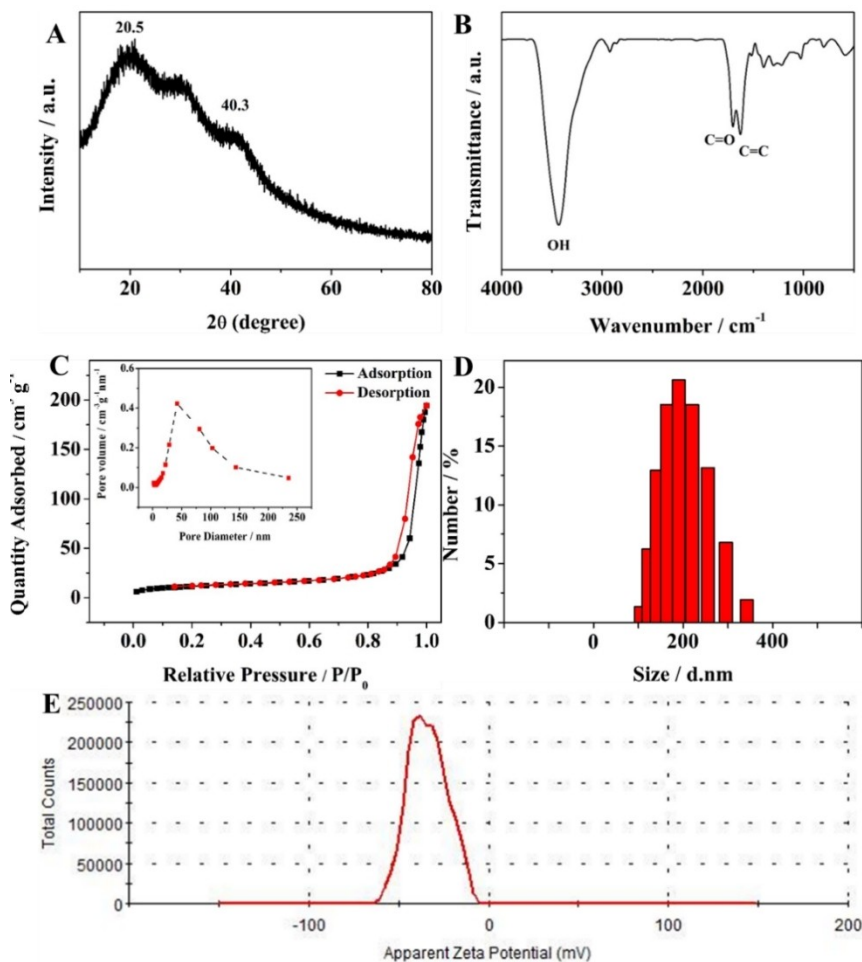 A
20.5
40.3
Intensity / a.u.
20
40
60
80
2θ (degree)
B
Transmittance / a.u.
C=O
C=C
OH
4000
3000
2000
1000
Wavenumber / cm⁻¹
C
Quantity Adsorbed / cm³ g⁻¹
200
150
100
50
0
0.0
0.2
0.4
0.6
0.8
1.0
Relative Pressure / P/P₀
Adsorption
Desorption
Pore volume / cm⁻³g⁻¹nm⁻¹
0.6
0.4
0.2
0.0
0
50
100
150
200
250
Pore Diameter / nm
D
Number / %
20
15
10
5
0
0
200
400
Size / d.nm
E
Total Counts
250000
200000
150000
100000
50000
0
-100
0
100
200
Apparent Zeta Potential (mV)